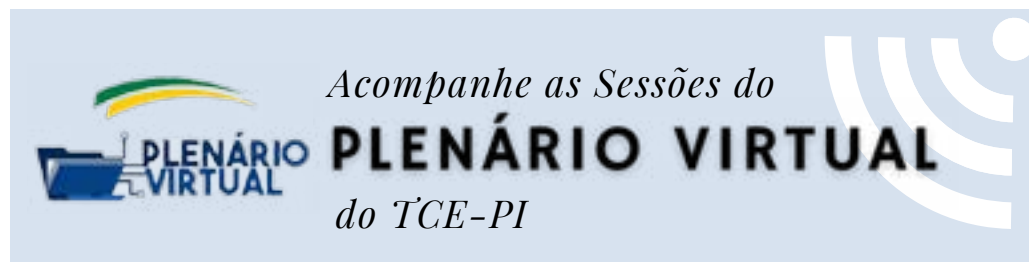 PLENÁRIO
VIRTUAL
Acompanhe as Sessões do
PLENÁRIO VIRTUAL
do TCE-PI